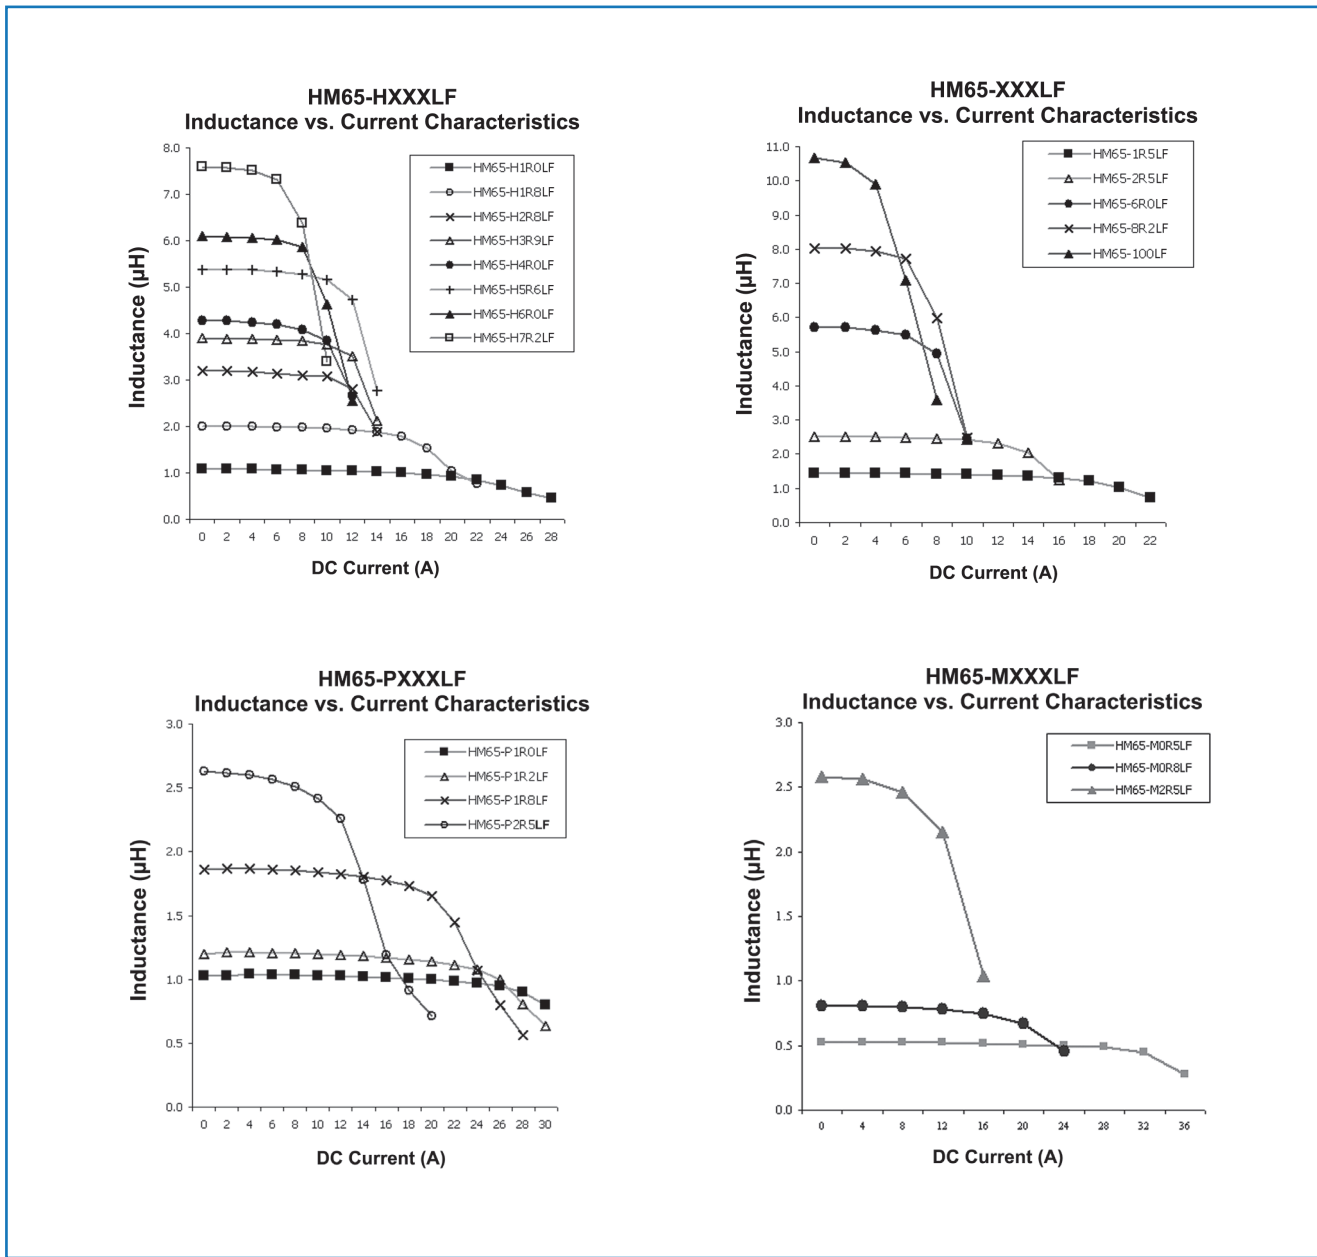 HM65-HXXXLF
Inductance vs. Current Characteristics
8.0
7.0
6.0
5.0
4.0
3.0
2.0
1.0
0.0
Inductance (µH)
HM65-H1R0LF
HM65-H1R8LF
HM65-H2R8LF
HM65-H3R9LF
HM65-H4R0LF
HM65-H5R6LF
HM65-H6R0LF
HM65-H7R2LF
0 2 4 6 8 10 12 14 16 18 20 22 24 26 28
DC Current (A)
HM65-XXXLF
Inductance vs. Current Characteristics
11.0
10.0
9.0
8.0
7.0
6.0
5.0
4.0
3.0
2.0
1.0
0.0
Inductance (µH)
HM65-1R5LF
HM65-2R5LF
HM65-6R0LF
HM65-8R2LF
HM65-100LF
0 2 4 6 8 10 12 14 16 18 20 22
DC Current (A)
HM65-PXXXLF
Inductance vs. Current Characteristics
3.0
2.5
2.0
1.5
1.0
0.5
0.0
Inductance (µH)
HM65-P1R0LF
HM65-P1R2LF
HM65-P1R8LF
HM65-P2R5LF
0 2 4 6 8 10 12 14 16 18 20 22 24 26 28 30
DC Current (A)
HM65-MXXXLF
Inductance vs. Current Characteristics
3.0
2.5
2.0
1.5
1.0
0.5
0.0
Inductance (µH)
HM65-M0R5LF
HM65-M0R8LF
HM65-M2R5LF
0 4 8 12 16 20 24 28 32 36
DC Current (A)